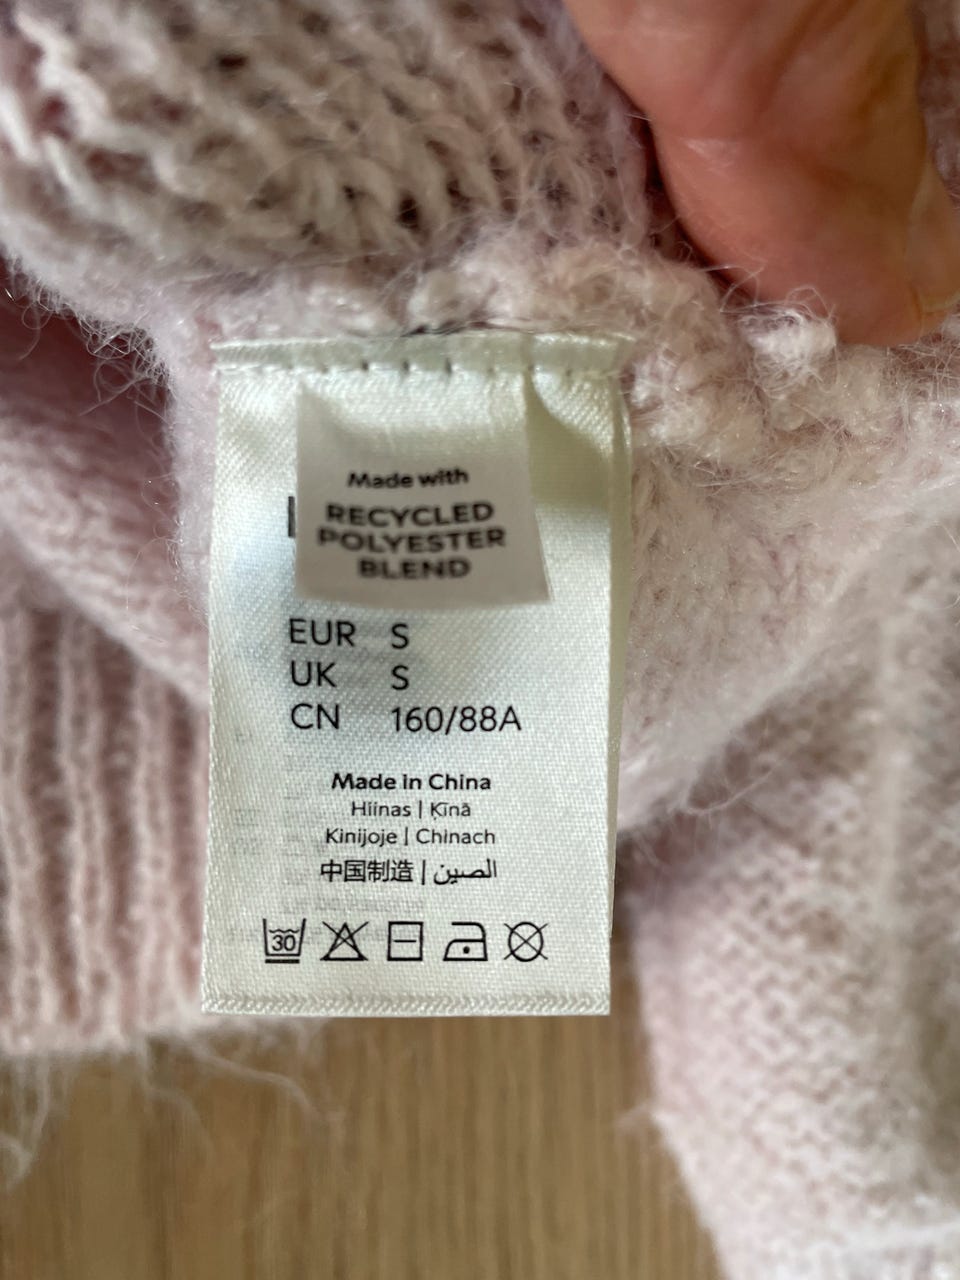 Made with
RECYCLED
POLYESTER
BLEND
EUR S
UK S
CN 160/88A
Made in China
Hiinas | Ķīnā
Kinijoje | Chinach
中国制造 | الصين
30